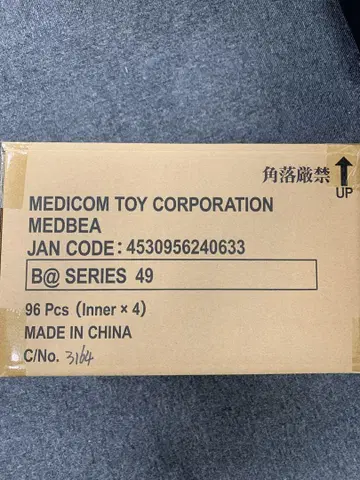 角落厳禁
UP
MEDICOM TOY CORPORATION
MEDBEA
JAN CODE: 4530956240633
B@ SERIES 49
96 Pcs (Inner × 4)
MADE IN CHINA
C/No. 3164